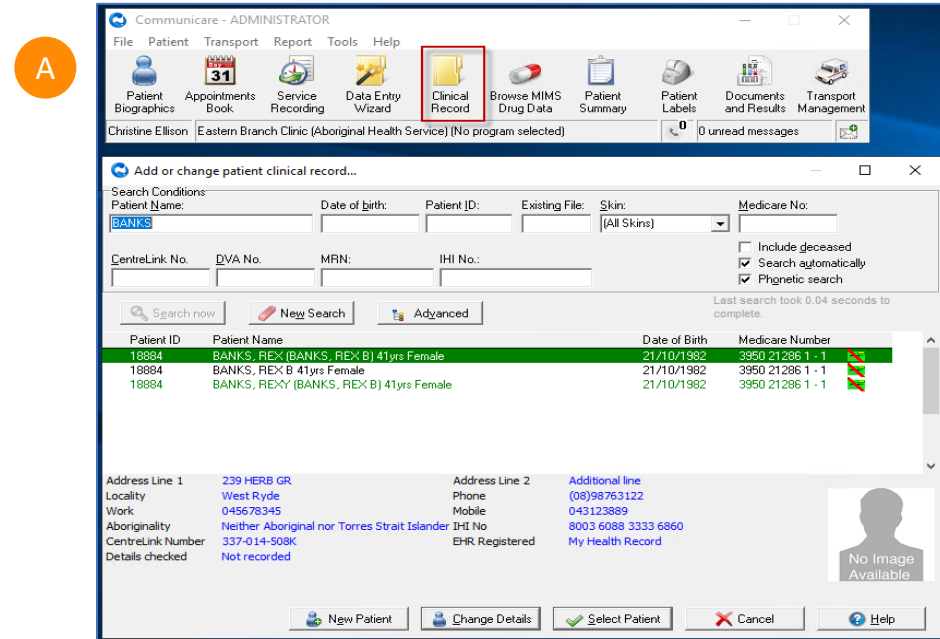 A
Communicare - ADMINISTRATOR
File Patient Transport Report Tools Help
Patient Biographics
Appointments Book
Service Recording
Data Entry Wizard
Clinical Record
Browse MIMS Drug Data
Patient Summary
Patient Labels
Documents and Results
Transport Management
31
Christine Ellison Eastern Branch Clinic (Aboriginal Health Service) (No program selected) 0 0 unread messages
Add or change patient clinical record...
Search Conditions
Patient Name: Date of birth: Patient ID: Existing File: Skin: Medicare No:
BANKS (All Skins)
Include deceased
CentreLink No. DVA No. MRN: IHI No.: Search automatically
Phonetic search
Search now New Search Advanced Last search took 0.04 seconds to complete.
Patient ID Patient Name Date of Birth Medicare Number
18884 BANKS, REX (BANKS, REX B) 41yrs Female 21/10/1982 3950 21286 1 - 1
18884 BANKS, REX B 41yrs Female 21/10/1982 3950 21286 1 - 1
18884 BANKS, REXY (BANKS, REX B) 41yrs Female 21/10/1982 3950 21286 1 - 1
Address Line 1 239 HERB GR Address Line 2 Additional line
Locality West Ryde Phone (08)98763122
Work 045678345 Mobile 043123889
Aboriginality Neither Aboriginal nor Torres Strait Islander IHI No 8003 6088 3333 6860
CentreLink Number 337-014-508K EHR Registered My Health Record
Details checked Not recorded
No Image Available
New Patient Change Details Select Patient Cancel Help